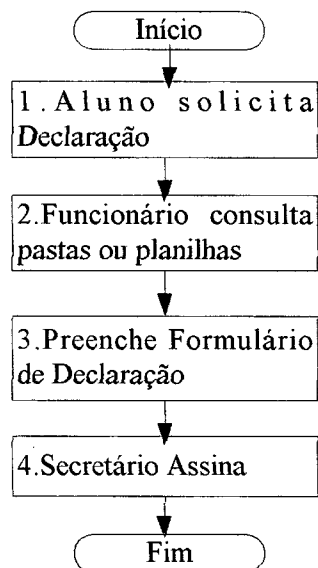 Início
1.Aluno solicita
Declaração
2.Funcionário consulta
pastas ou planilhas
3.Preenche Formulário
de Declaração
4.Secretário Assina
Fim